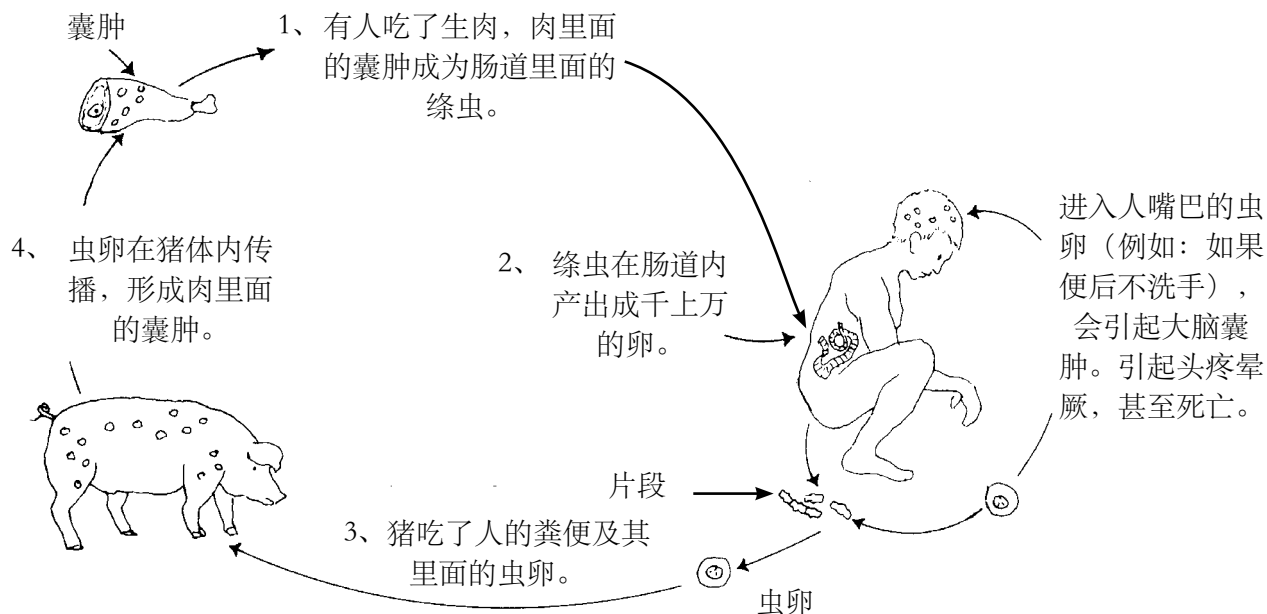 囊肿
1、 有人吃了生肉，肉里面
的囊肿成为肠道里面的
绦虫。
进入人嘴巴的虫
卵（例如：如果
便后不洗手），
会引起大脑囊
肿。引起头疼晕
厥，甚至死亡。
2、 绦虫在肠道内
产出成千上万
的卵。
4、 虫卵在猪体内传
播，形成肉里面
的囊肿。
片段
3、 猪吃了人的粪便及其
里面的虫卵。
虫卵